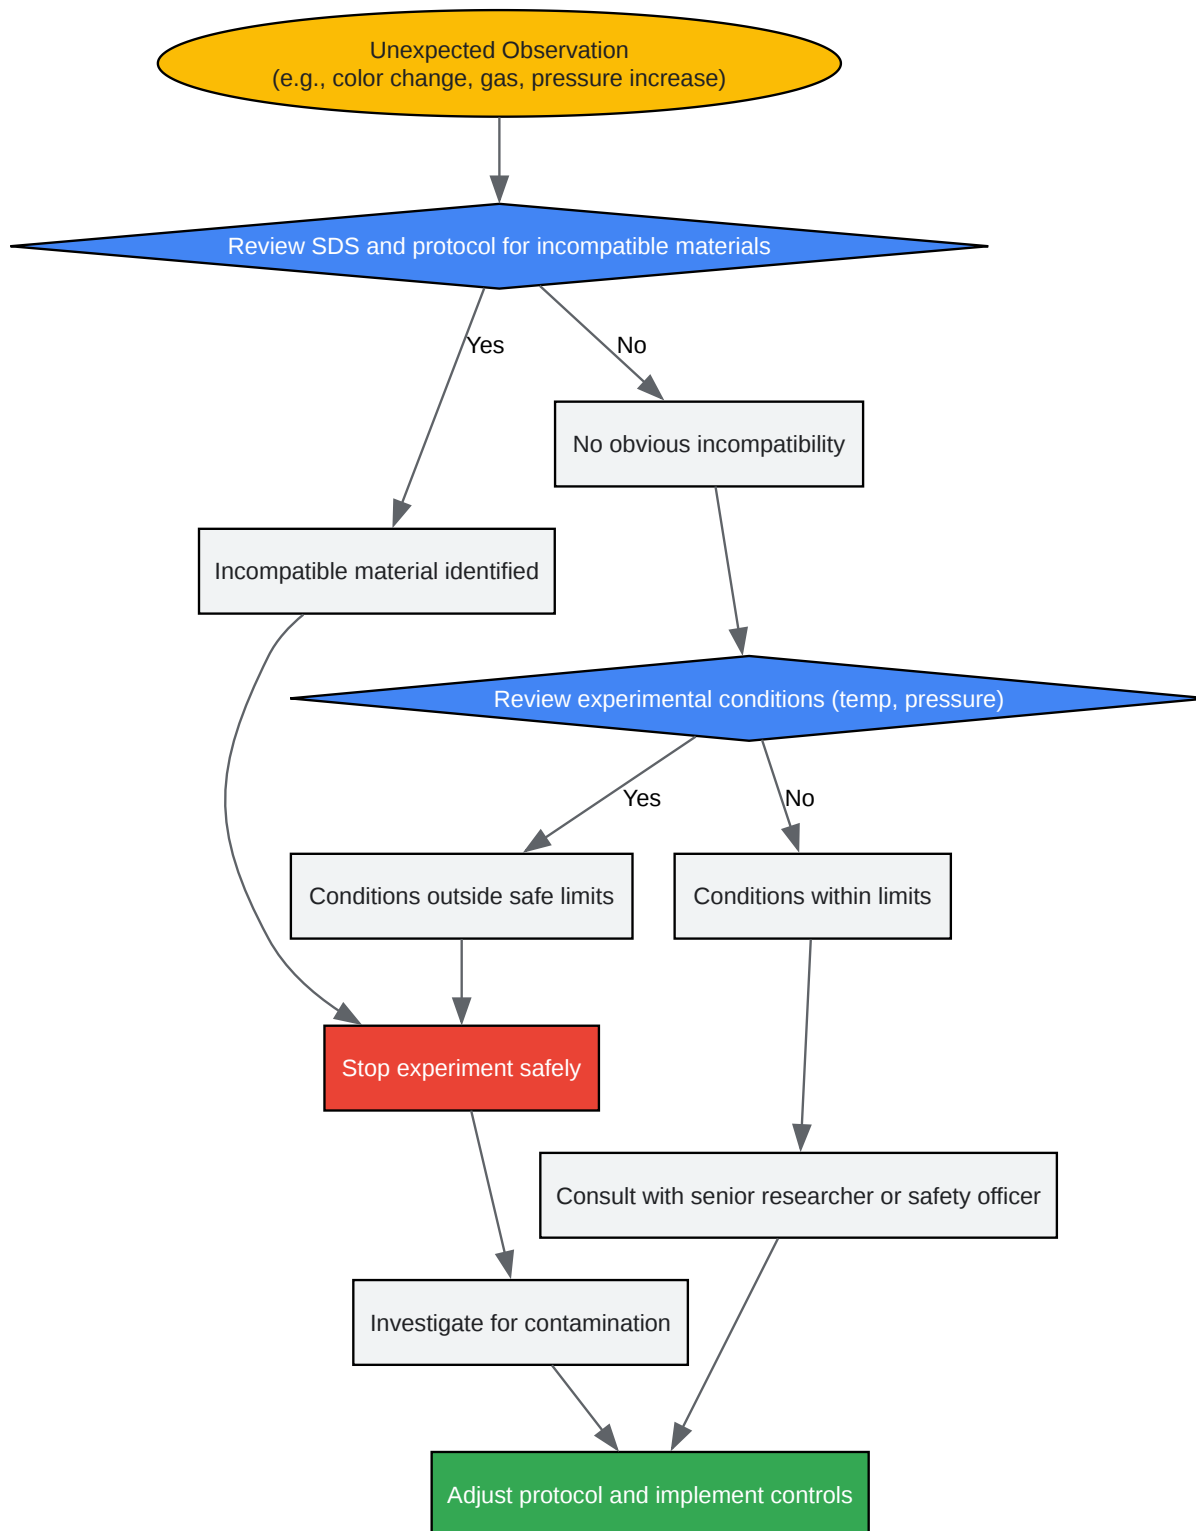 Unexpected Observation
(e.g., color change, gas, pressure increase)
Review SDS and protocol for incompatible materials
Yes
No
No obvious incompatibility
Incompatible material identified
Review experimental conditions (temp, pressure)
Yes
No
Conditions outside safe limits
Conditions within limits
Stop experiment safely
Consult with senior researcher or safety officer
Investigate for contamination
Adjust protocol and implement controls